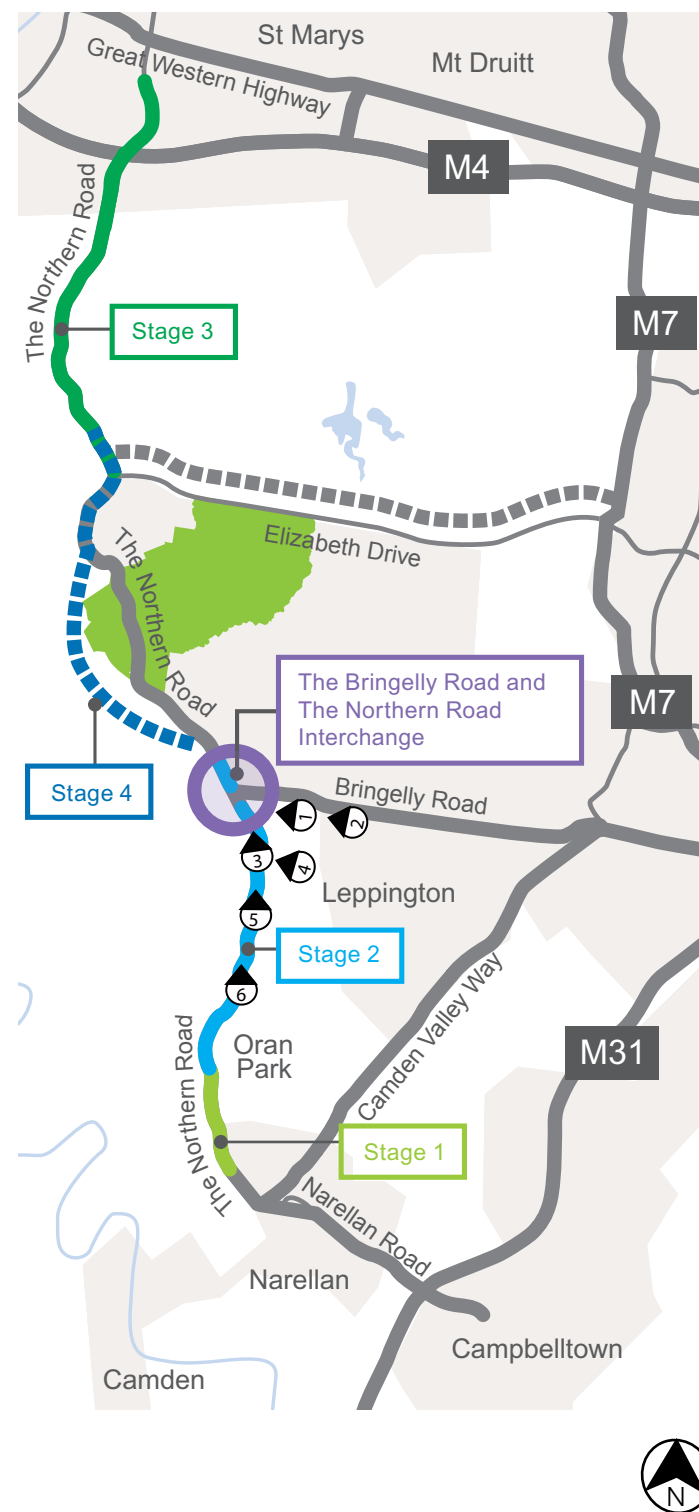 St Marys
Great Western Highway
Mt Druitt
M4
The Northern Road
Stage 3
M7
Elizabeth Drive
The Northern Road
The Bringelly Road and
The Northern Road
Interchange
M7
Stage 4
Bringelly Road
1
2
3
4
Leppington
5
Stage 2
6
Oran
Park
Camden Valley Way
M31
The Northern Road
Stage 1
Narellan Road
Narellan
Campbelltown
Camden
N